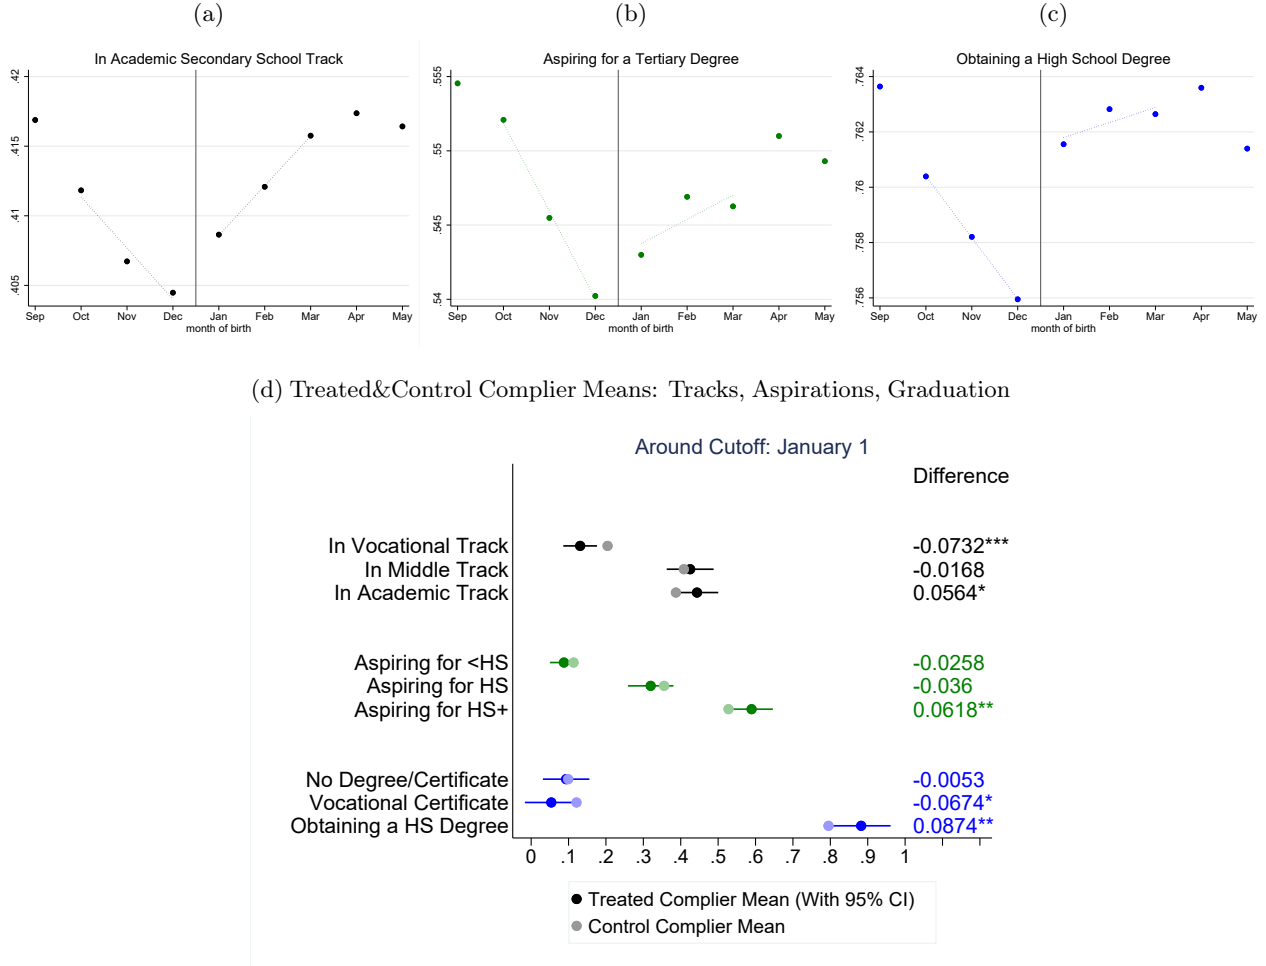 (a)
In Academic Secondary School Track
.42
.415
.41
.405
Sep Oct Nov Dec Jan Feb Mar Apr May
month of birth
(b)
Aspiring for a Tertiary Degree
.555
.55
.545
.54
Sep Oct Nov Dec Jan Feb Mar Apr May
month of birth
(c)
Obtaining a High School Degree
.764
.762
.76
.758
.756
Sep Oct Nov Dec Jan Feb Mar Apr May
month of birth
(d) Treated&Control Complier Means: Tracks, Aspirations, Graduation
Around Cutoff: January 1
Difference
In Vocational Track -0.0732***
In Middle Track -0.0168
In Academic Track 0.0564*
Aspiring for <HS -0.0258
Aspiring for HS -0.036
Aspiring for HS+ 0.0618**
No Degree/Certificate -0.0053
Vocational Certificate -0.0674*
Obtaining a HS Degree 0.0874**
0 .1 .2 .3 .4 .5 .6 .7 .8 .9 1
Treated Complier Mean (With 95% CI)
Control Complier Mean